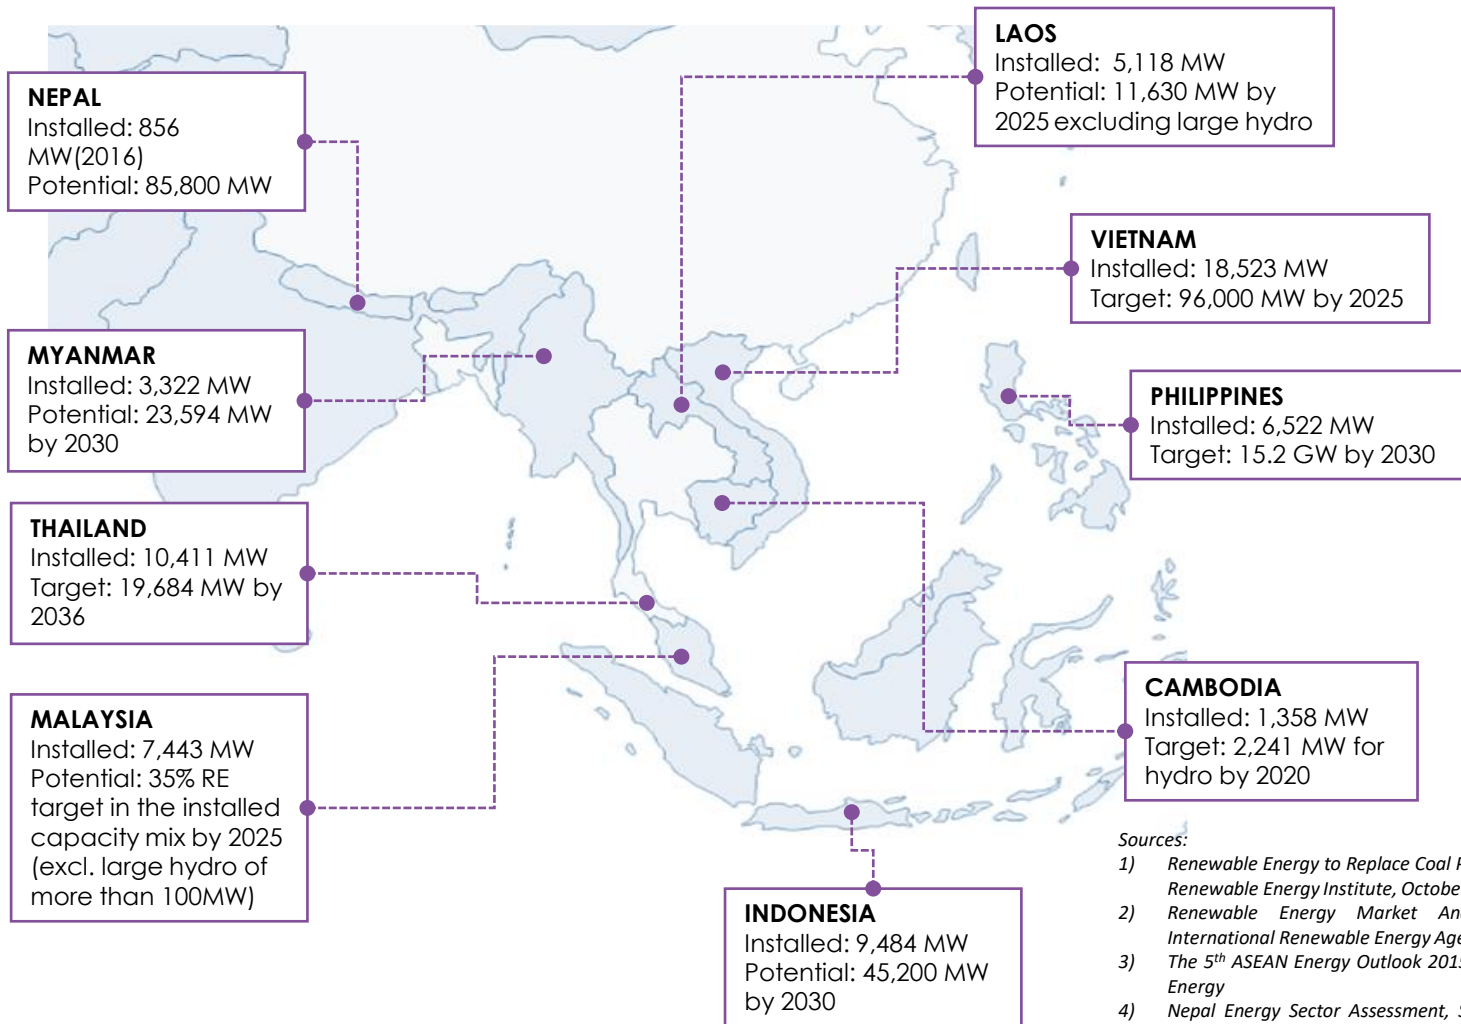 LAOS
Installed: 5,118 MW
Potential: 11,630 MW by
2025 excluding large hydro
NEPAL
Installed: 856
MW(2016)
Potential: 85,800 MW
VIETNAM
Installed: 18,523 MW
Target: 96,000 MW by 2025
MYANMAR
Installed: 3,322 MW
Potential: 23,594 MW
by 2030
PHILIPPINES
Installed: 6,522 MW
Target: 15.2 GW by 2030
THAILAND
Installed: 10,411 MW
Target: 19,684 MW by
2036
CAMBODIA
Installed: 1,358 MW
Target: 2,241 MW for
hydro by 2020
MALAYSIA
Installed: 7,443 MW
Potential: 35% RE
target in the installed
capacity mix by 2025
(excl. large hydro of
more than 100MW)
INDONESIA
Installed: 9,484 MW
Potential: 45,200 MW
by 2030
Sources:
1) Renewable Energy to Replace Coal
Renewable Energy Institute,
2) Renewable Energy Market
International Renewable Energy
3) The 5th ASEAN Energy Outlook
Energy
4) Nepal Energy Sector Assessment,